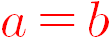 a = b